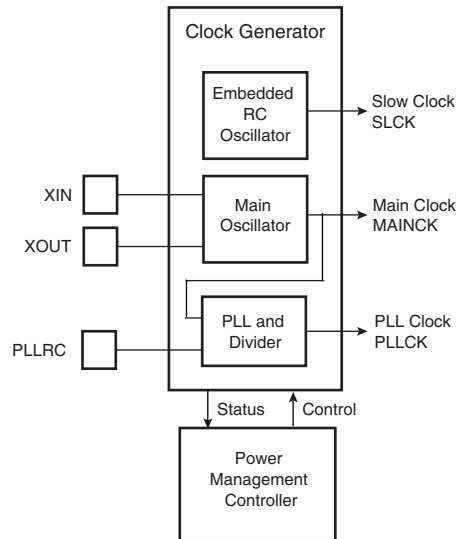 Clock Generator
Embedded
RC
Oscillator
Slow Clock
SLCK
XIN
Main
Oscillator
Main Clock
MAINCK
XOUT
PLL and
Divider
PLL Clock
PLLCK
PLLRC
Status
Control
Power
Management
Controller